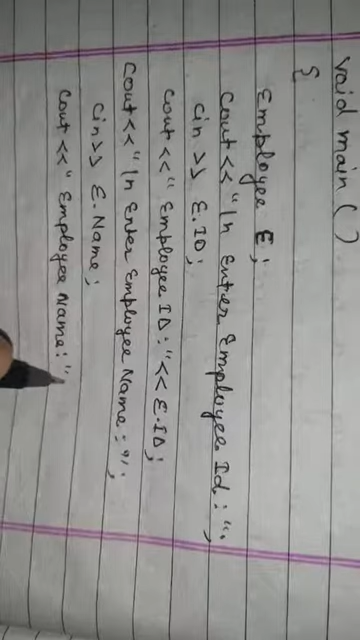 void main ( )
{
Employee E;
Cout << "\n Enter Employee Id : ";
cin >> E.ID;
cout << " Employee ID : " << E.ID;
Cout << "\n Enter Employee Name : ";
cin >> E.Name;
Cout << " Employee Name : "